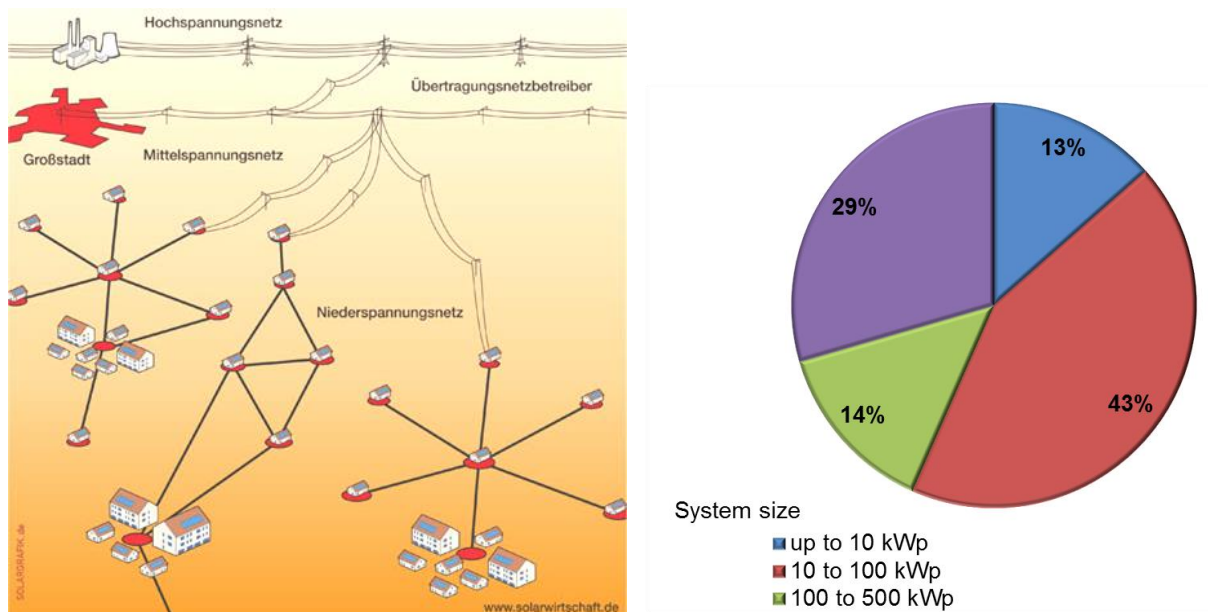 Hochspannungsnetz
Übertragungsnetzbetreiber
Großstadt
Mittelspannungsnetz
Niederspannungsnetz
SOLARGRAFIK.de
www.solarwirtschaft.de
13%
29%
14%
43%
System size
up to 10 kWp
10 to 100 kWp
100 to 500 kWp